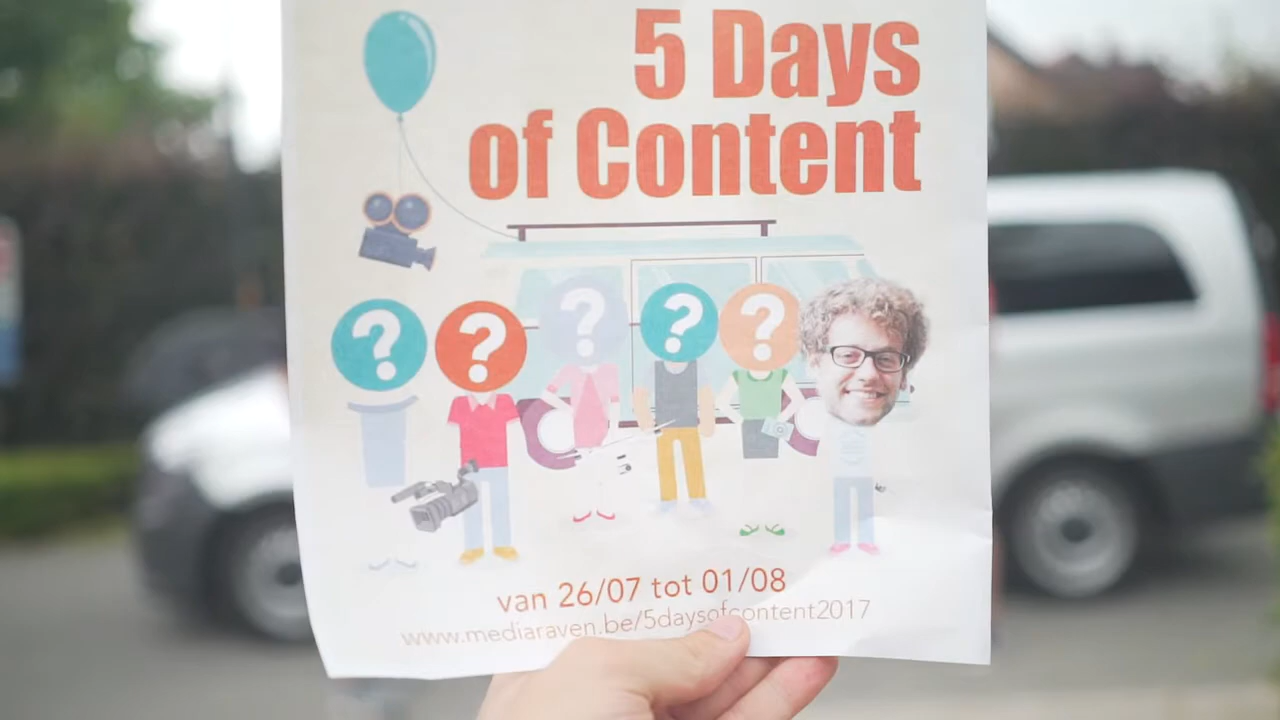 5 Days
of Content
?
?
?
?
?
van 26/07 tot 01/08
www.mediaraven.be/5daysofcontent2017